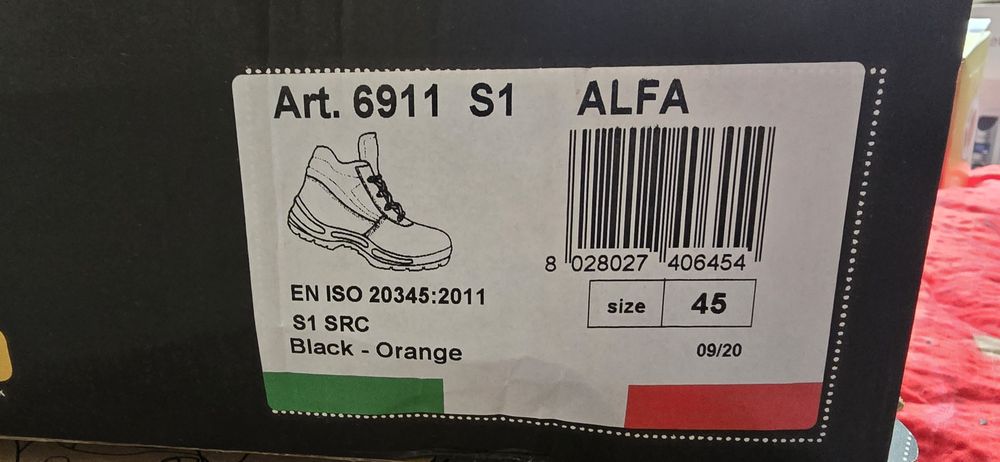 Art. 6911 S1 ALFA
8 028027 406454
EN ISO 20345:2011
size 45
S1 SRC
Black - Orange
09/20